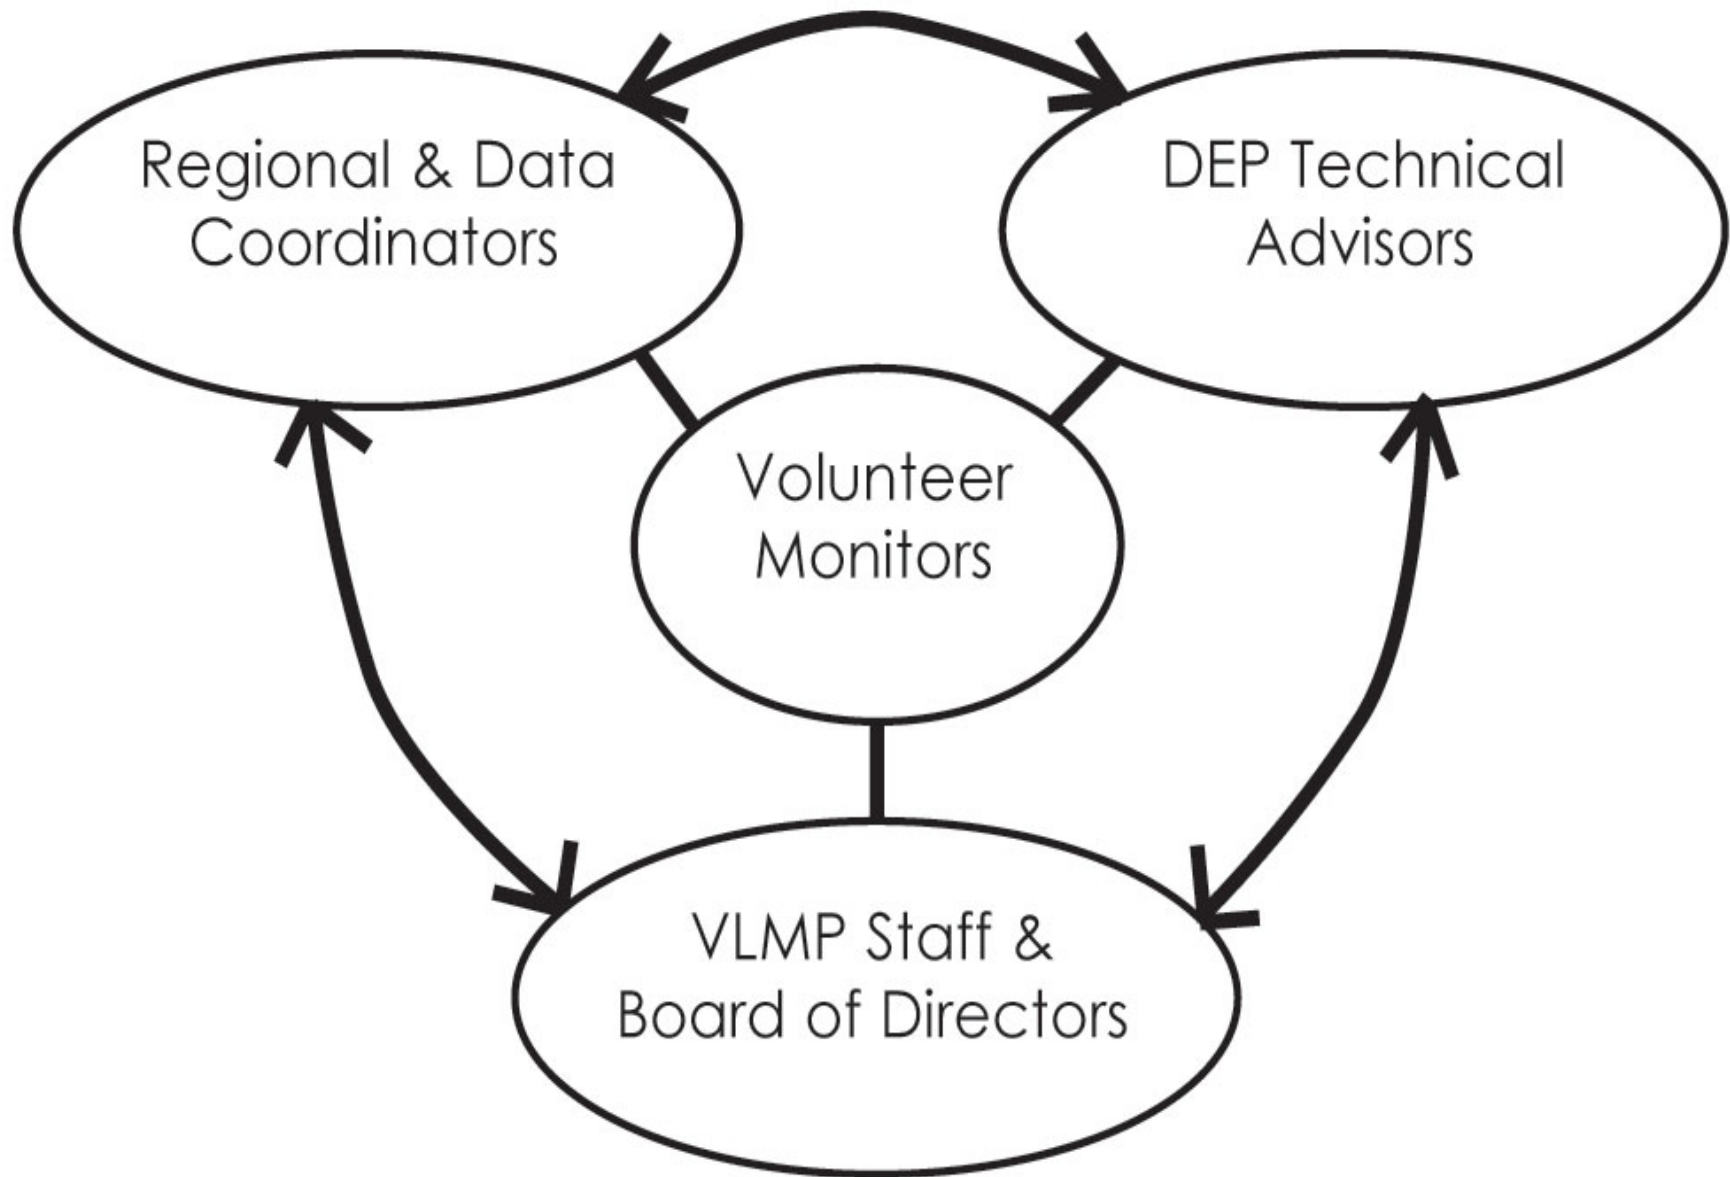 Regional & Data
Coordinators
DEP Technical
Advisors
Volunteer
Monitors
VLMP Staff &
Board of Directors